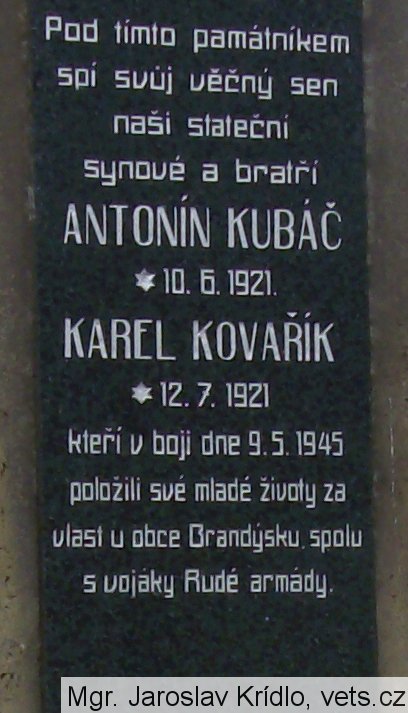 Pod tímto památníkem
spí svůj věčný sen
naši stateční
synové a bratří
ANTONÍN KUBÁČ
10. 6. 1921.
KAREL KOVAŘÍK
12. 7. 1921
kteří v boji dne 9. 5. 1945
položili své mladé životy za
vlast u obce Brandýsku, spolu
s vojáky Rudé armády.
Mgr. Jaroslav Krídlo, vets.cz